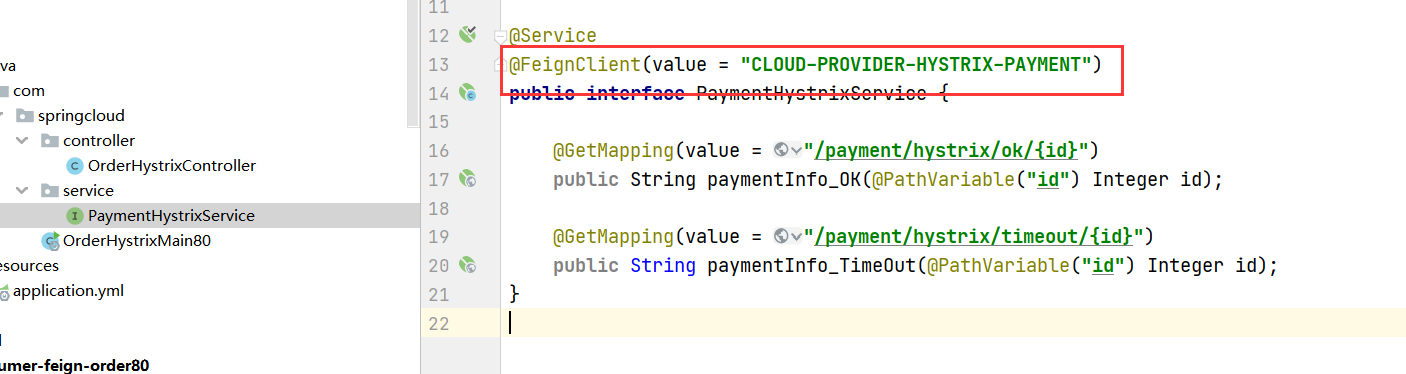 va
com
springcloud
controller
OrderHystrixController
service
PaymentHystrixService
OrderHystrixMain80
esources
application.yml
umer-feign-order80
11
12 @Service
13 @FeignClient(value = "CLOUD-PROVIDER-HYSTRIX-PAYMENT")
14 public interface PaymentHystrixService {
15
16 @GetMapping(value = "/payment/hystrix/ok/{id}")
17 public String paymentInfo_OK(@PathVariable("id") Integer id);
18
19 @GetMapping(value = "/payment/hystrix/timeout/{id}")
20 public String paymentInfo_TimeOut(@PathVariable("id") Integer id);
21 }
22